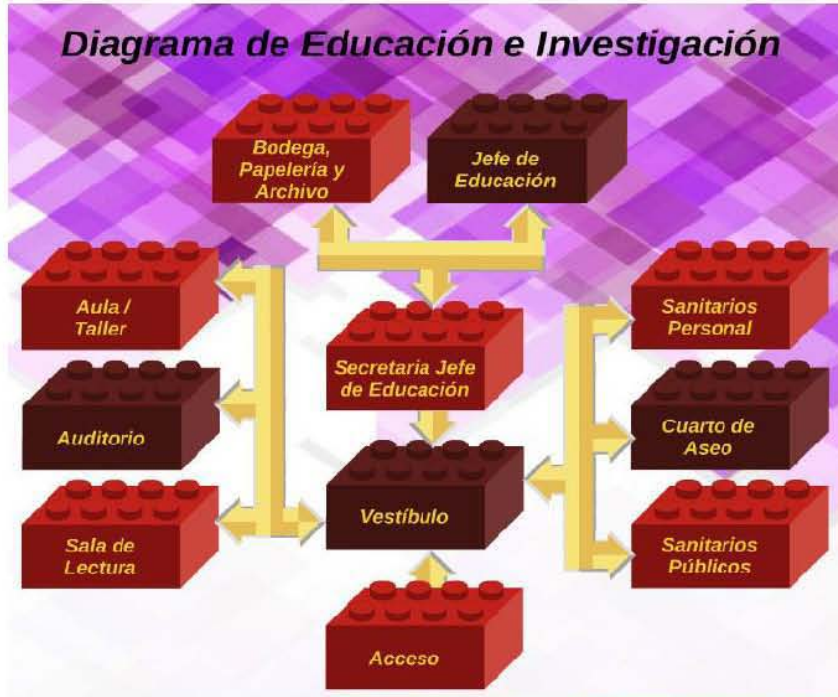 Diagrama de Educación e Investigación
Bodega,
Papelería y
Archivo
Jefe de
Educación
Aula /
Taller
Sanitarios
Personal
Secretaria Jefe
de Educación
Auditorio
Cuarto de
Aseo
Vestíbulo
Sala de
Lectura
Sanitarios
Públicos
Acceso